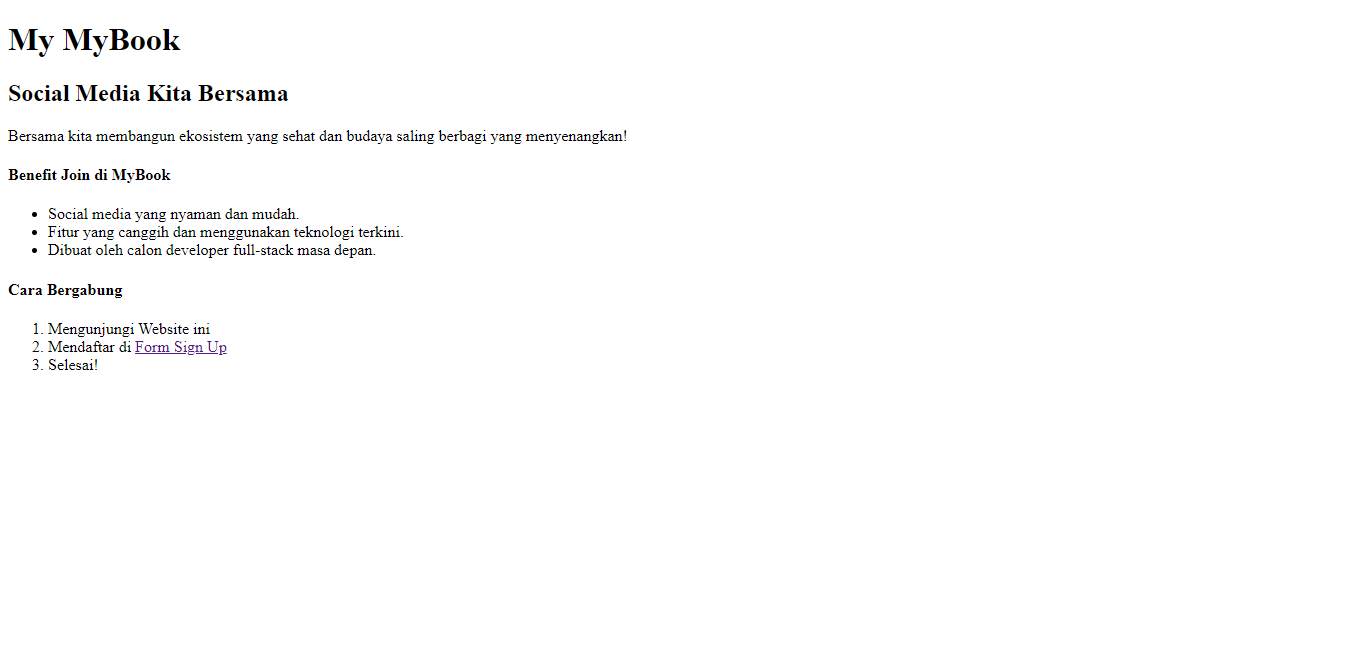 My MyBook
Social Media Kita Bersama
Bersama kita membangun ekosistem yang sehat dan budaya saling berbagi yang menyenangkan!
Benefit Join di MyBook
• Social media yang nyaman dan mudah.
• Fitur yang canggih dan menggunakan teknologi terkini.
• Dibuat oleh calon developer full-stack masa depan.
Cara Bergabung
1. Mengunjungi Website ini
2. Mendaftar di Form Sign Up
3. Selesai!